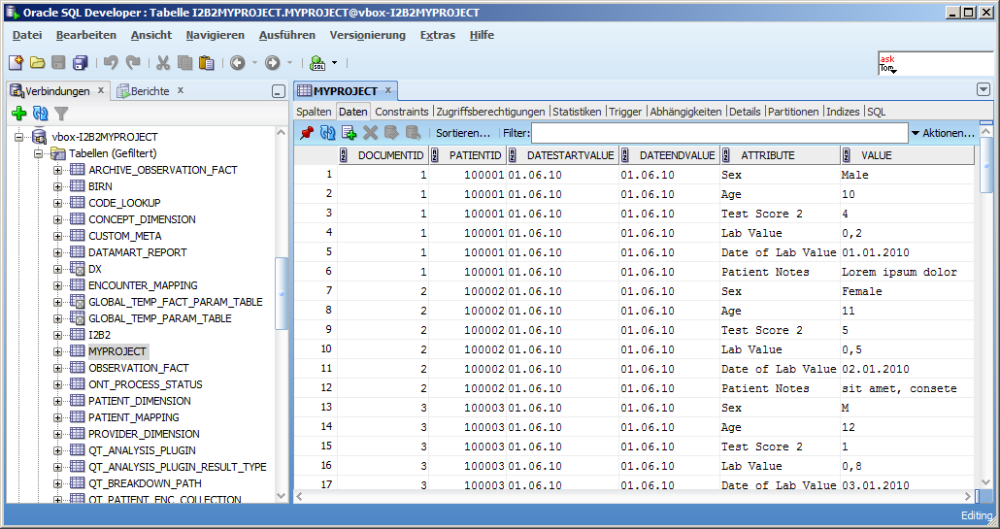 Oracle SQL Developer : Tabelle I2B2MYPROJECT.MYPROJECT@vbox-I2B2MYPROJECT
Datei Bearbeiten Ansicht Navigieren Ausführen Versionierung Extras Hilfe
SQL
ask
Tom
Verbindungen x Berichte x
vbox-I2B2MYPROJECT
Tabellen (Gefiltert)
ARCHIVE_OBSERVATION_FACT
BIRN
CODE_LOOKUP
CONCEPT_DIMENSION
CUSTOM_META
DATAMART_REPORT
DX
ENCOUNTER_MAPPING
GLOBAL_TEMP_FACT_PARAM_TABLE
GLOBAL_TEMP_PARAM_TABLE
I2B2
MYPROJECT
OBSERVATION_FACT
ONT_PROCESS_STATUS
PATIENT_DIMENSION
PATIENT_MAPPING
PROVIDER_DIMENSION
QT_ANALYSIS_PLUGIN
QT_ANALYSIS_PLUGIN_RESULT_TYPE
QT_BREAKDOWN_PATH
QT_PATIENT_ENC_COLLECTION
MYPROJECT x
Spalten Daten Constraints Zugriffsberechtigungen Statistiken Trigger Abhängigkeiten Details Partitionen Indizes SQL
Sortieren... Filter: Aktionen...
DOCUMENTID PATIENTID DATESTARTVALUE DATEENDVALUE ATTRIBUTE VALUE
1 1 100001 01.06.10 01.06.10 Sex Male
2 1 100001 01.06.10 01.06.10 Age 10
3 1 100001 01.06.10 01.06.10 Test Score 2 4
4 1 100001 01.06.10 01.06.10 Lab Value 0,2
5 1 100001 01.06.10 01.06.10 Date of Lab Value 01.01.2010
6 1 100001 01.06.10 01.06.10 Patient Notes Lorem ipsum dolor
7 2 100002 01.06.10 01.06.10 Sex Female
8 2 100002 01.06.10 01.06.10 Age 11
9 2 100002 01.06.10 01.06.10 Test Score 2 5
10 2 100002 01.06.10 01.06.10 Lab Value 0,5
11 2 100002 01.06.10 01.06.10 Date of Lab Value 02.01.2010
12 2 100002 01.06.10 01.06.10 Patient Notes sit amet, consete
13 3 100003 01.06.10 01.06.10 Sex M
14 3 100003 01.06.10 01.06.10 Age 12
15 3 100003 01.06.10 01.06.10 Test Score 2 1
16 3 100003 01.06.10 01.06.10 Lab Value 0,8
17 3 100003 01.06.10 01.06.10 Date of Lab Value 03.01.2010
Editing